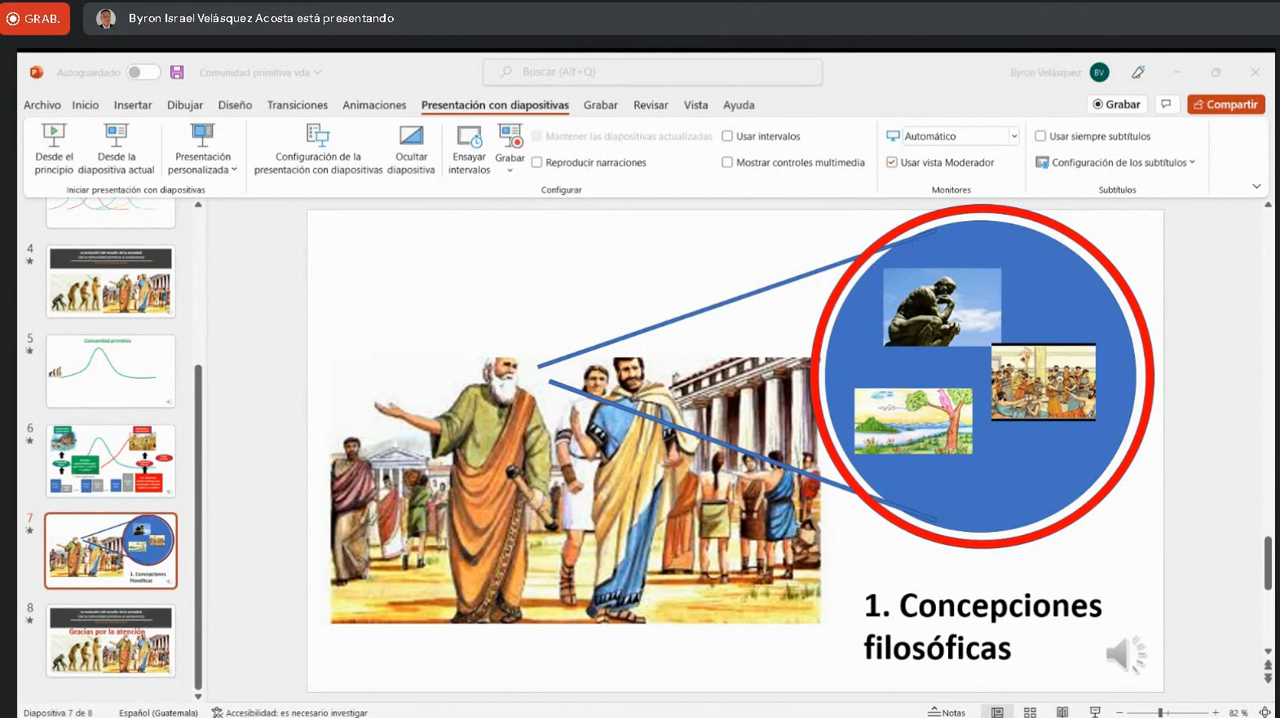 GRAB.
Byron Israel Velásquez Acosta está presentando
Autoguardado
Comunidad primitiva vda
Buscar (Alt+Q)
Byron Velásquez
BV
Archivo Inicio Insertar Dibujar Diseño Transiciones Animaciones Presentación con diapositivas Grabar Revisar Vista Ayuda
Grabar
Compartir
Desde el principio
Desde la diapositiva actual
Presentación personalizada
Iniciar presentación con diapositivas
Configuración de la presentación con diapositivas
Ocultar diapositiva
Ensayar intervalos
Grabar
Mantener las diapositivas actualizadas
Reproducir narraciones
Usar intervalos
Mostrar controles multimedia
Configurar
Automático
Usar vista Moderador
Monitores
Usar siempre subtítulos
Configuración de los subtítulos
Subtítulos
4
5
Comunidad primitiva
6
7
1. Concepciones
filosóficas
8
Gracias por la atención
1. Concepciones
filosóficas
Diapositiva 7 de 8
Español (Guatemala)
Accesibilidad: es necesario investigar
Notas
82 %